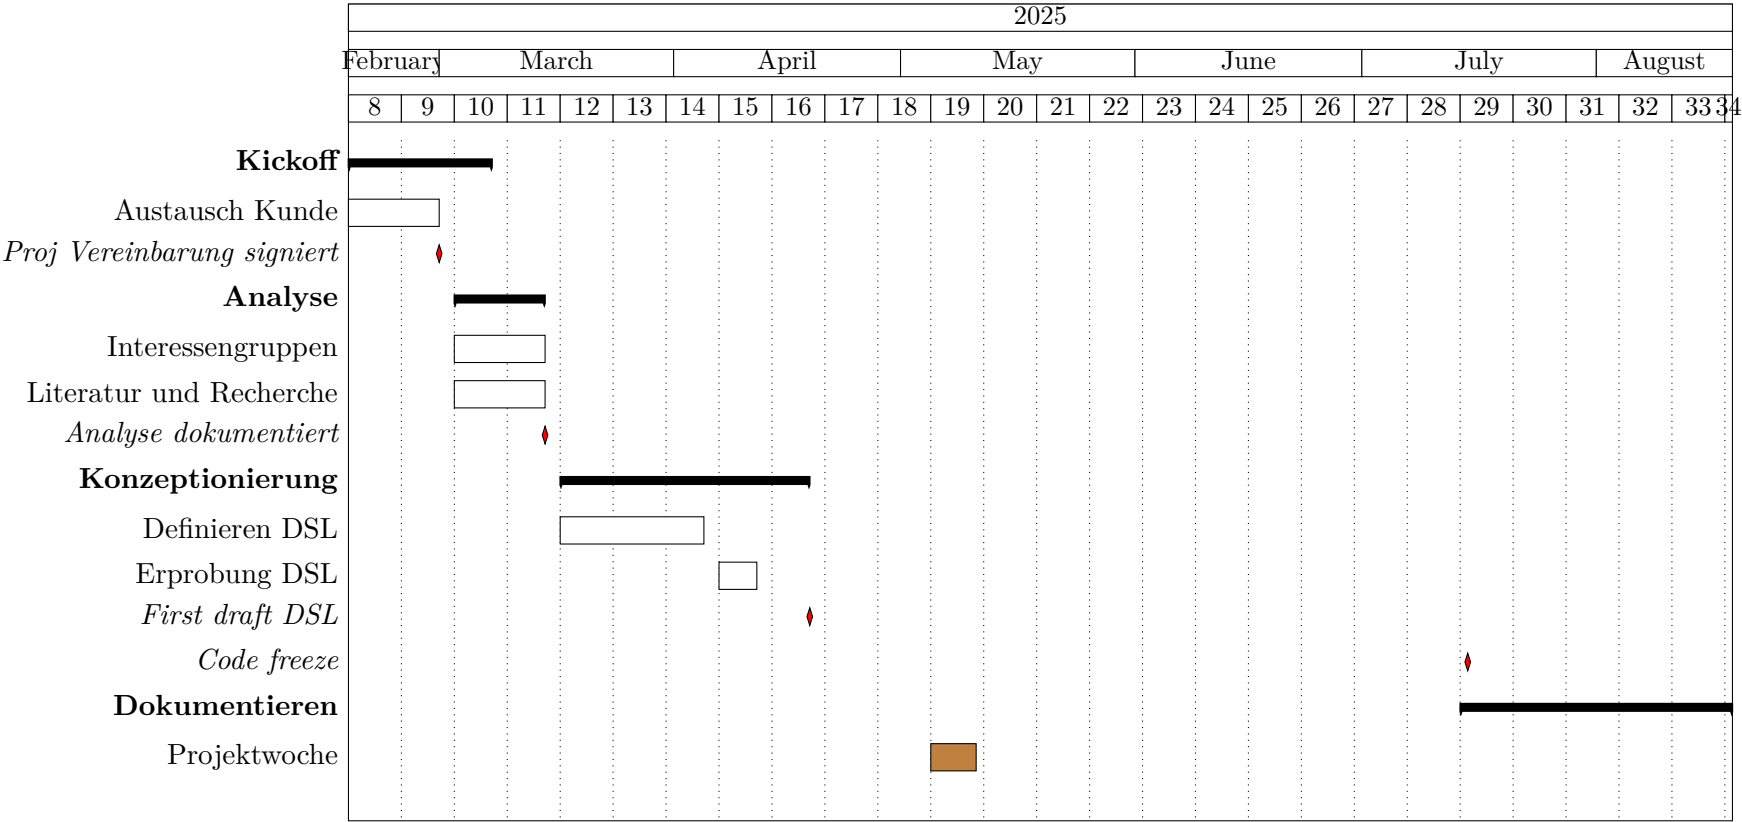 2025
February March April May June July August
8 9 10 11 12 13 14 15 16 17 18 19 20 21 22 23 24 25 26 27 28 29 30 31 32 33 34
Kickoff
Austausch Kunde
Proj Vereinbarung signiert
Analyse
Interessengruppen
Literatur und Recherche
Analyse dokumentiert
Konzeptionierung
Definieren DSL
Erprobung DSL
First draft DSL
Code freeze
Dokumentieren
Projektwoche